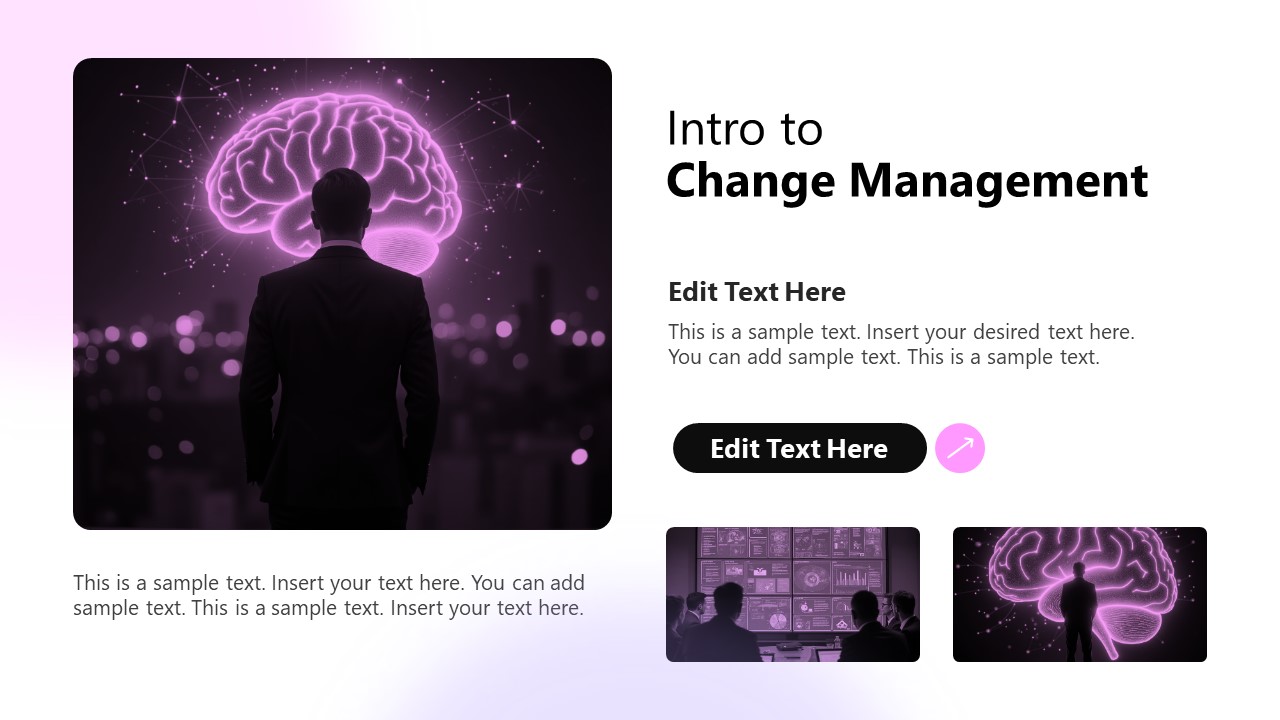 Intro to
Change Management
Edit Text Here
This is a sample text. Insert your desired text here.
You can add sample text. This is a sample text.
Edit Text Here
This is a sample text. Insert your text here. You can add
sample text. This is a sample text. Insert your text here.